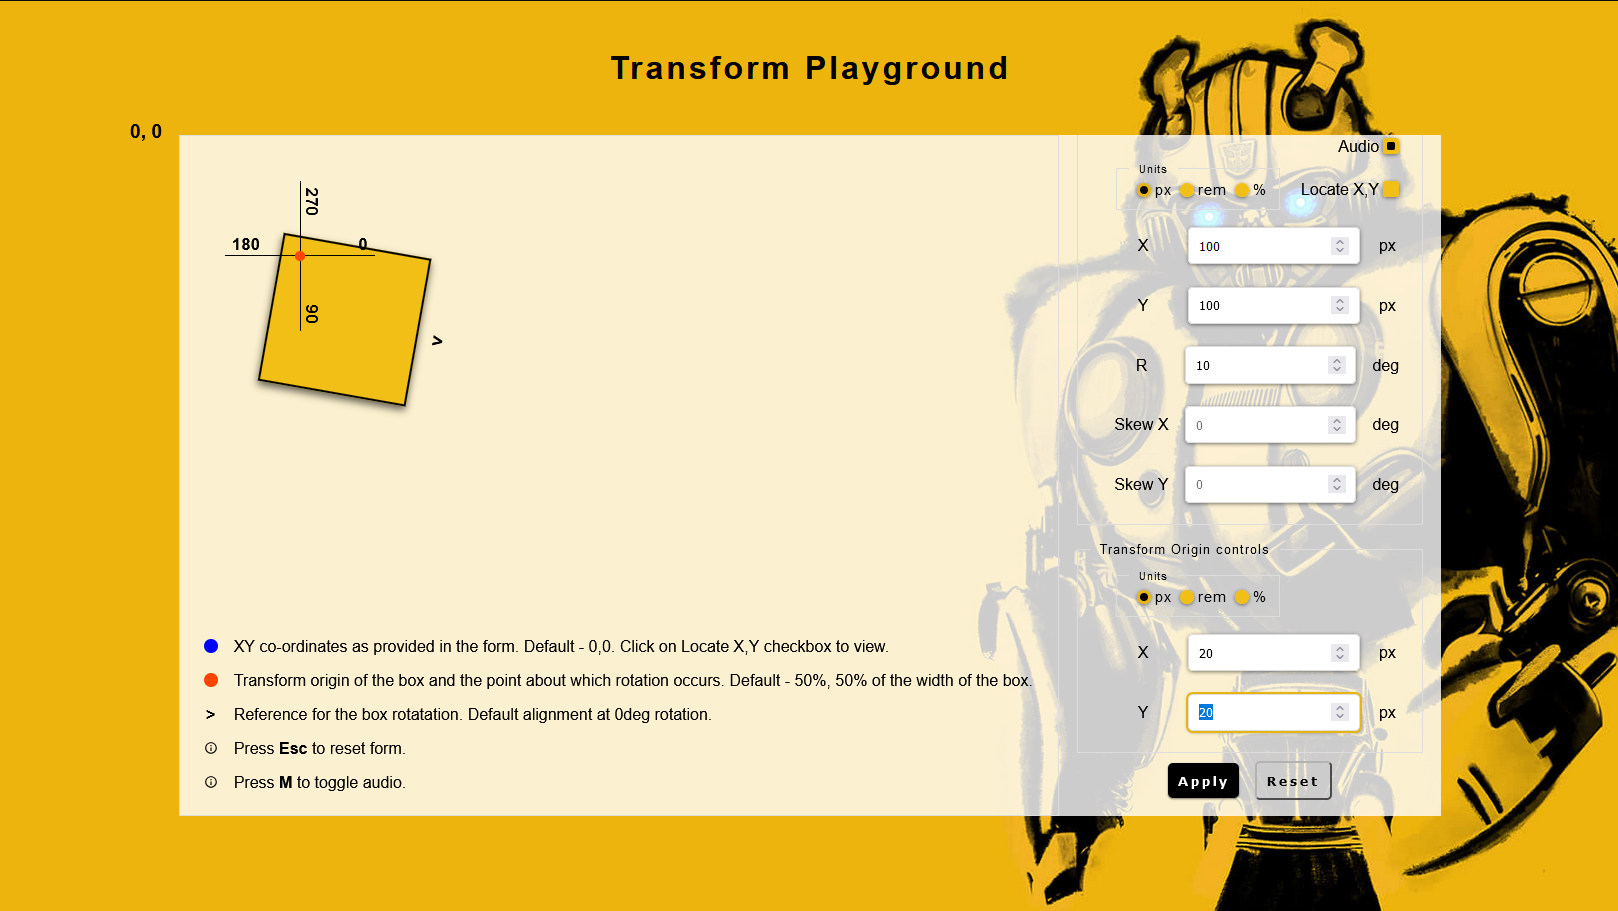 Transform Playground
0, 0
270
180
0
90
>
Audio
Units
px rem %
Locate X,Y
X 100 px
Y 100 px
R 10 deg
Skew X 0 deg
Skew Y 0 deg
Transform Origin controls
Units
px rem %
X 20 px
Y 20 px
Apply Reset
XY co-ordinates as provided in the form. Default - 0,0. Click on Locate X,Y checkbox to view.
Transform origin of the box and the point about which rotation occurs. Default - 50%, 50% of the width of the box.
> Reference for the box rotatation. Default alignment at 0deg rotation.
Press Esc to reset form.
Press M to toggle audio.